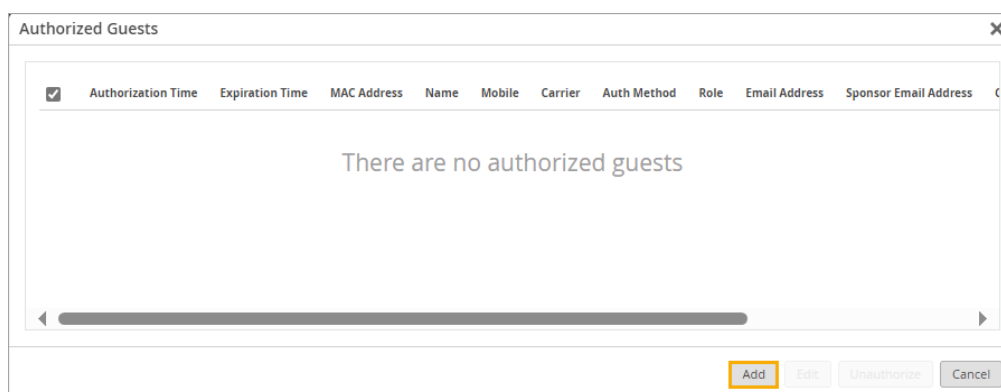 Authorized Guests
Authorization Time Expiration Time MAC Address Name Mobile Carrier Auth Method Role Email Address Sponsor Email Address
There are no authorized guests
Add Edit Unauthorize Cancel